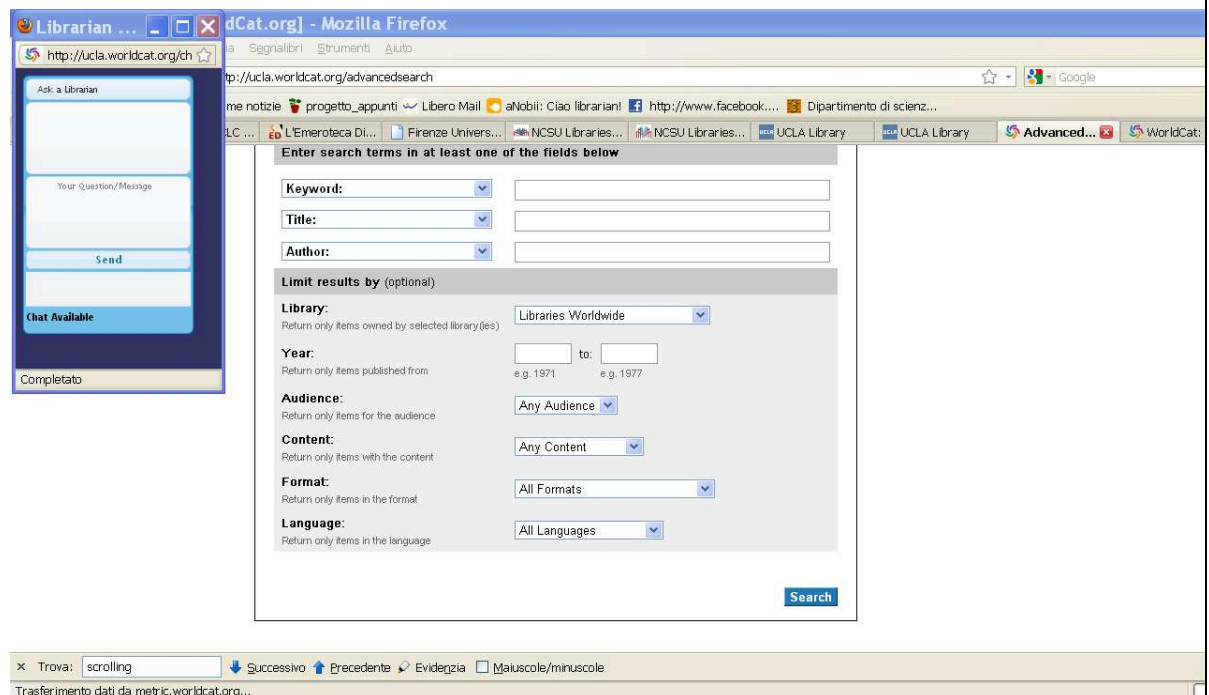 Librarian ...
dCat.org] - Mozilla Firefox
Segnalibri Strumenti Aiuto
http://ucla.worldcat.org/ch
tp://ucla.worldcat.org/advancedsearch
Google
me notizie progetto_appunti Libero Mail aNobii: Ciao librarian! http://www.facebook.... Dipartimento di scienz...
LC ... L'Emeroteca Di... Firenze Univers... NCSU Libraries... NCSU Libraries... UCLA Library UCLA Library Advanced... WorldCat:
Ask a Librarian
Your Question/Message
Send
Chat Available
Completato
Enter search terms in at least one of the fields below
Keyword:
Title:
Author:
Limit results by (optional)
Library:
Return only items owned by selected library(ies)
Libraries Worldwide
Year:
Return only items published from
to:
e.g. 1971 e.g. 1977
Audience:
Return only items for the audience
Any Audience
Content:
Return only items with the content
Any Content
Format:
Return only items in the format
All Formats
Language:
Return only items in the language
All Languages
Search
Trova: scrolling Successivo Precedente Evidenzia Maiuscole/minuscole
Trasferimento dati da metric.worldcat.org...